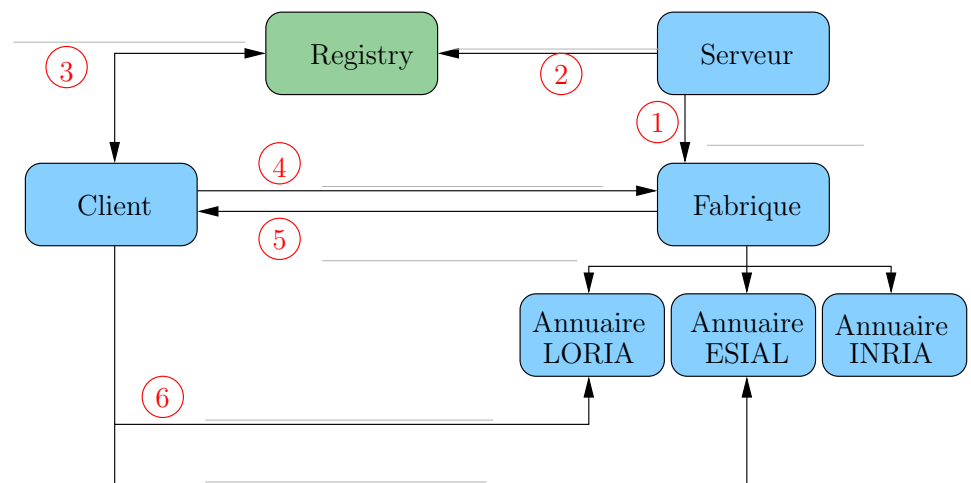 Registry
Serveur
3
2
1
4
Client
Fabrique
5
Annuaire
LORIA
Annuaire
ESIAL
Annuaire
INRIA
6